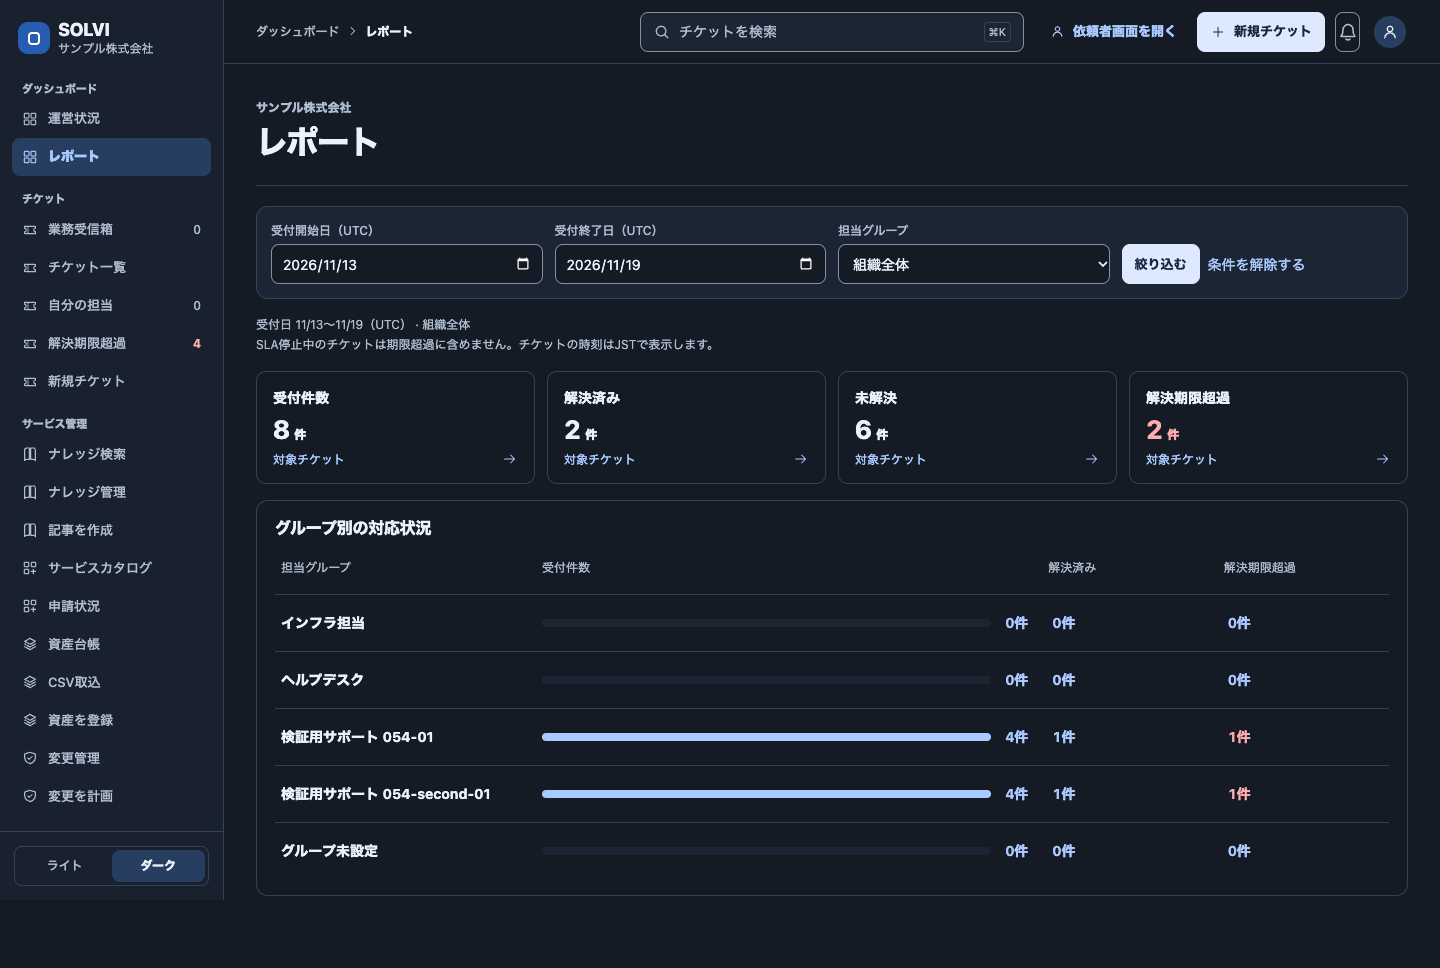 SOLVI
サンプル株式会社
ダッシュボード
運営状況
レポート
チケット
業務受信箱 0
チケット一覧
自分の担当 0
解決期限超過 4
新規チケット
サービス管理
ナレッジ検索
ナレッジ管理
記事を作成
サービスカタログ
申請状況
資産台帳
CSV取込
資産を登録
変更管理
変更を計画
ライト ダーク
ダッシュボード レポート
チケットを検索 ⌘K
依頼者画面を開く
新規チケット
サンプル株式会社
レポート
受付開始日（UTC） 受付終了日（UTC） 担当グループ
2026/11/13 2026/11/19 組織全体 絞り込む 条件を解除する
受付日 11/13〜11/19（UTC） · 組織全体
SLA停止中のチケットは期限超過に含めません。チケットの時刻はJSTで表示します。
受付件数
8 件
対象チケット
解決済み
2 件
対象チケット
未解決
6 件
対象チケット
解決期限超過
2 件
対象チケット
グループ別の対応状況
担当グループ 受付件数 解決済み 解決期限超過
インフラ担当 0件 0件 0件
ヘルプデスク 0件 0件 0件
検証用サポート 054-01 4件 1件 1件
検証用サポート 054-second-01 4件 1件 1件
グループ未設定 0件 0件 0件